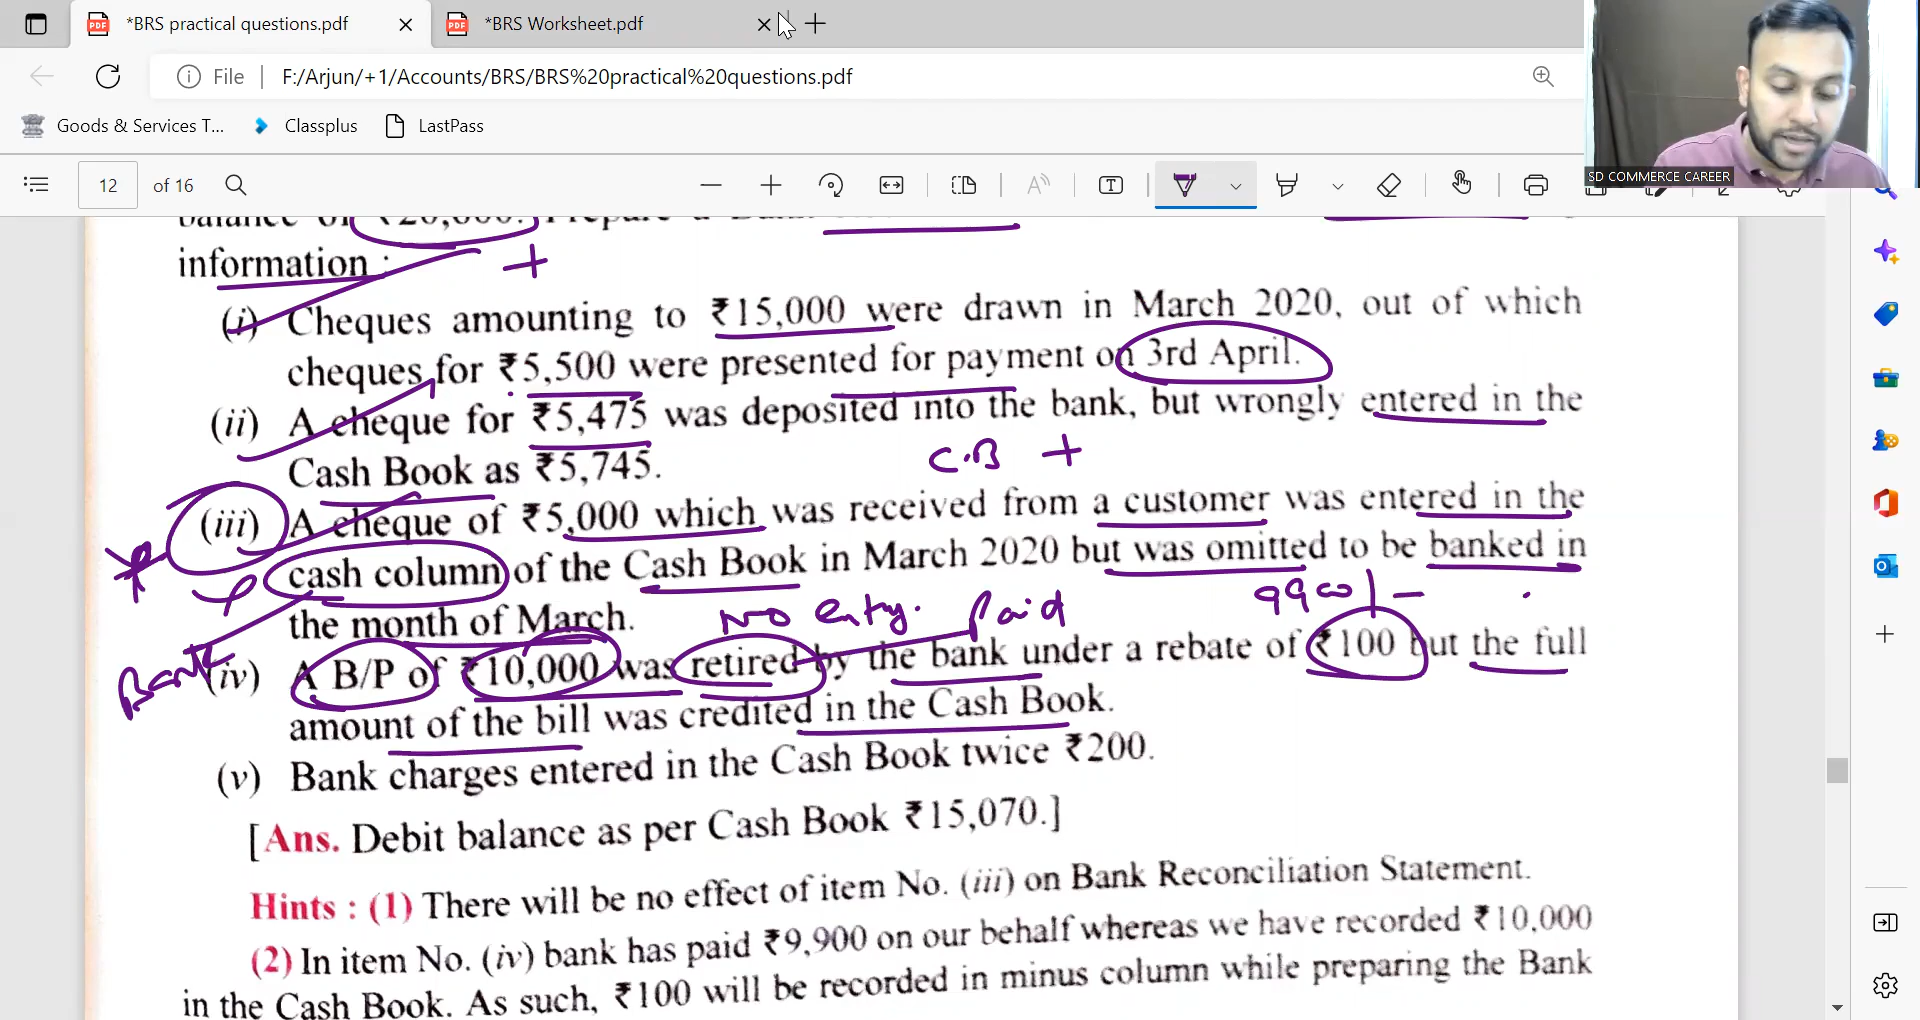 *BRS practical questions.pdf
*BRS Worksheet.pdf
File
F:/Arjun/+1/Accounts/BRS/BRS%20practical%20questions.pdf
Goods & Services T...
Classplus
LastPass
12 of 16
SD COMMERCE CAREER
balance of ₹20,000. Prepare a Bank
information :
+
(i) Cheques amounting to ₹15,000 were drawn in March 2020, out of which
cheques for ₹5,500 were presented for payment on 3rd April.
(ii) A cheque for ₹5,475 was deposited into the bank, but wrongly entered in the
Cash Book as ₹5,745.
C.B +
(iii) A cheque of ₹5,000 which was received from a customer was entered in the
cash column of the Cash Book in March 2020 but was omitted to be banked in
the month of March.
No entry. Paid 9900/-
Bank
(iv) A B/P of ₹10,000 was retired by the bank under a rebate of ₹100 but the full
amount of the bill was credited in the Cash Book.
(v) Bank charges entered in the Cash Book twice ₹200.
[Ans. Debit balance as per Cash Book ₹15,070.]
Hints : (1) There will be no effect of item No. (iii) on Bank Reconciliation Statement.
(2) In item No. (iv) bank has paid ₹9,900 on our behalf whereas we have recorded ₹10,000
in the Cash Book. As such, ₹100 will be recorded in minus column while preparing the Bank